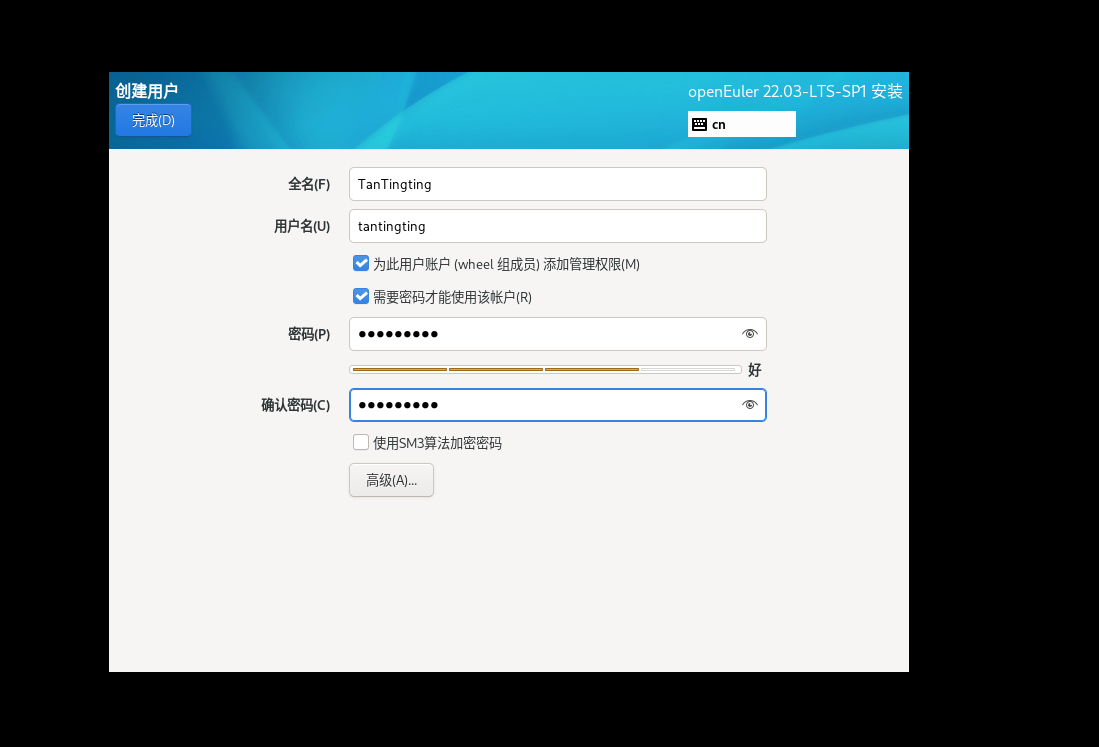 创建用户
openEuler 22.03-LTS-SP1 安装
完成(D)
cn
全名(F)
TanTingting
用户名(U)
tantingting
为此用户账户 (wheel 组成员) 添加管理权限(M)
需要密码才能使用该帐户(R)
密码(P)
●●●●●●●●●
好
确认密码(C)
●●●●●●●●●
使用SM3算法加密密码
高级(A)...